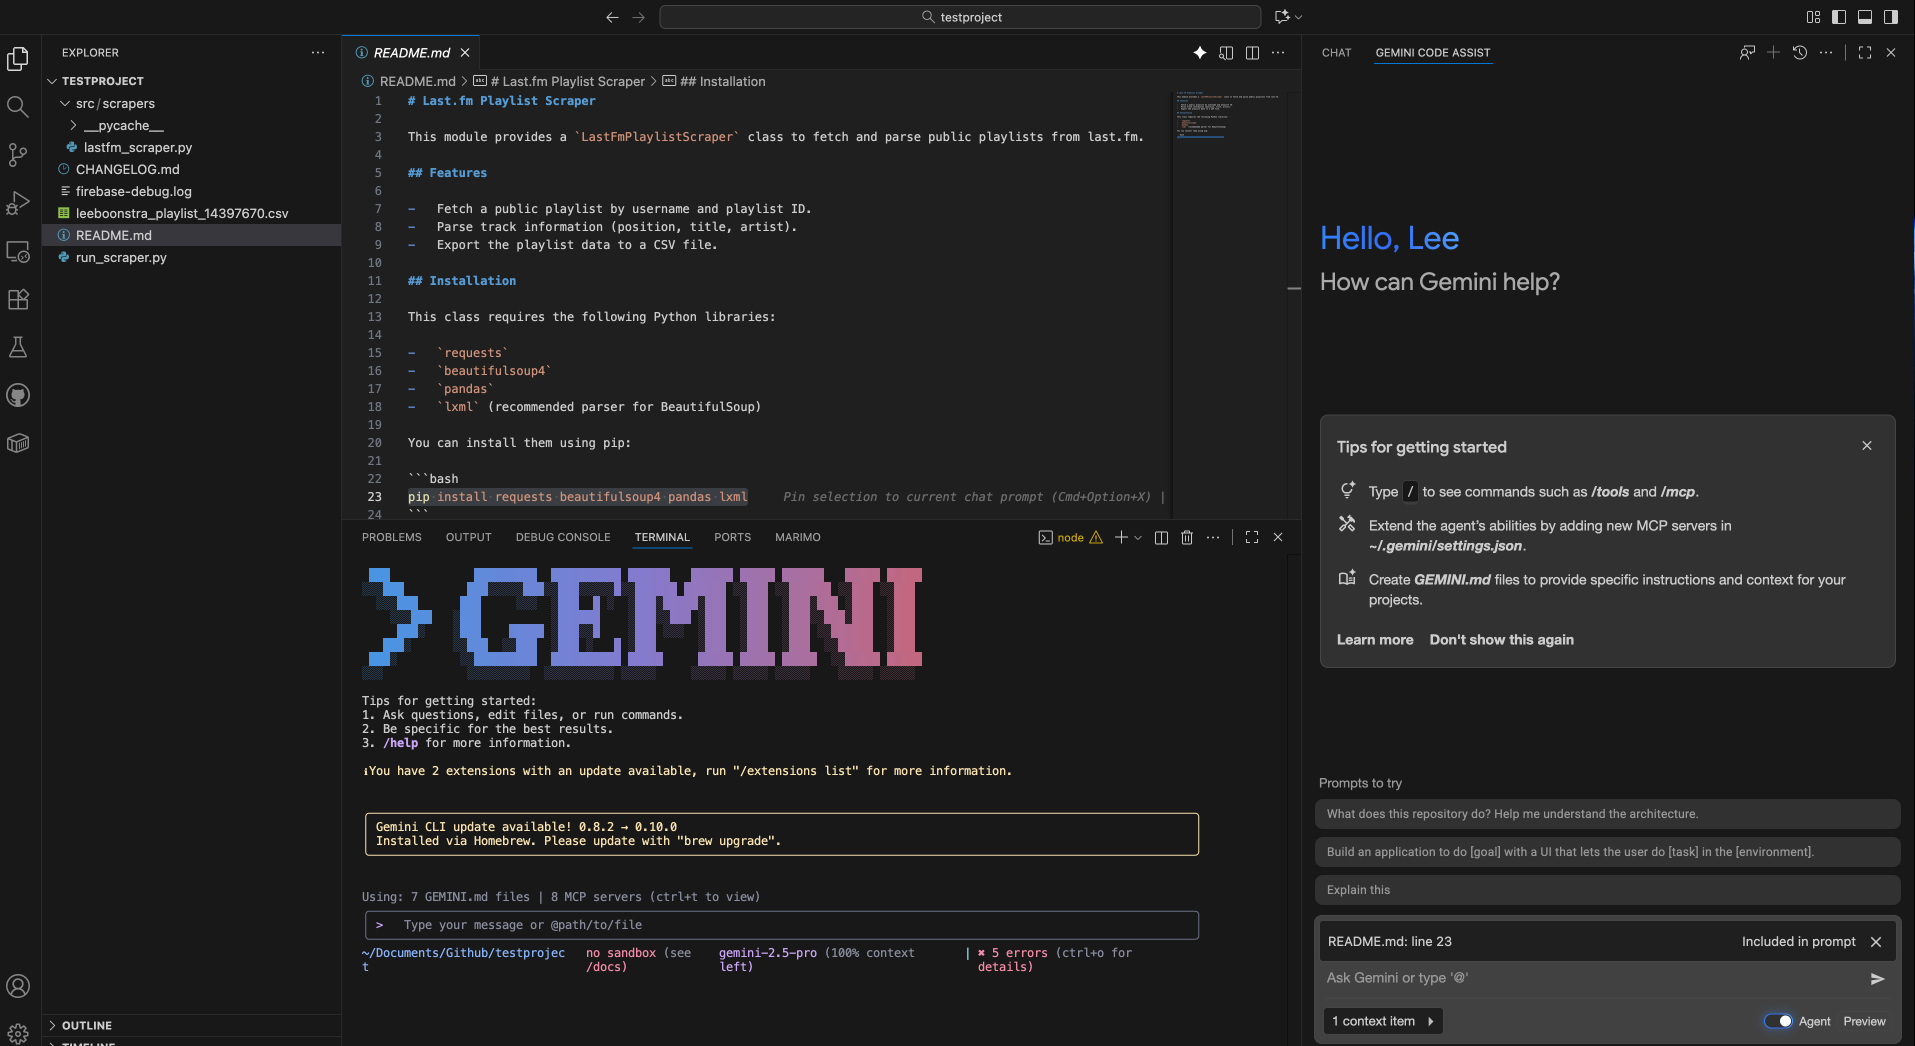 testproject
EXPLORER
TESTPROJECT
src/scrapers
__pycache__
lastfm_scraper.py
CHANGELOG.md
firebase-debug.log
leeboonstra_playlist_14397670.csv
README.md
run_scraper.py
OUTLINE
TIMELINE
README.md
README.md > # Last.fm Playlist Scraper > ## Installation
1 # Last.fm Playlist Scraper
2
3 This module provides a `LastFmPlaylistScraper` class to fetch and parse public playlists from last.fm.
4
5 ## Features
6
7 - Fetch a public playlist by username and playlist ID.
8 - Parse track information (position, title, artist).
9 - Export the playlist data to a CSV file.
10
11 ## Installation
12
13 This class requires the following Python libraries:
14
15 - `requests`
16 - `beautifulsoup4`
17 - `pandas`
18 - `lxml` (recommended parser for BeautifulSoup)
19
20 You can install them using pip:
21
22 ```bash
23 pip install requests beautifulsoup4 pandas lxml Pin selection to current chat prompt (Cmd+Option+X) |
24 ```
PROBLEMS OUTPUT DEBUG CONSOLE TERMINAL PORTS MARIMO
node
> GEMINI
Tips for getting started:
1. Ask questions, edit files, or run commands.
2. Be specific for the best results.
3. /help for more information.
You have 2 extensions with an update available, run "/extensions list" for more information.
Gemini CLI update available! 0.8.2 → 0.10.0
Installed via Homebrew. Please update with "brew upgrade".
Using: 7 GEMINI.md files | 8 MCP servers (ctrl+t to view)
> Type your message or @path/to/file
~/Documents/Github/testprojec no sandbox (see gemini-2.5-pro (100% context | ✖ 5 errors (ctrl+o for
t /docs) left) details)
CHAT GEMINI CODE ASSIST
Hello, Lee
How can Gemini help?
Tips for getting started
Type / to see commands such as /tools and /mcp.
Extend the agent's abilities by adding new MCP servers in
~/.gemini/settings.json.
Create GEMINI.md files to provide specific instructions and context for your
projects.
Learn more Don't show this again
Prompts to try
What does this repository do? Help me understand the architecture.
Build an application to do [goal] with a UI that lets the user do [task] in the [environment].
Explain this
README.md: line 23 Included in prompt
Ask Gemini or type '@'
1 context item
Agent Preview